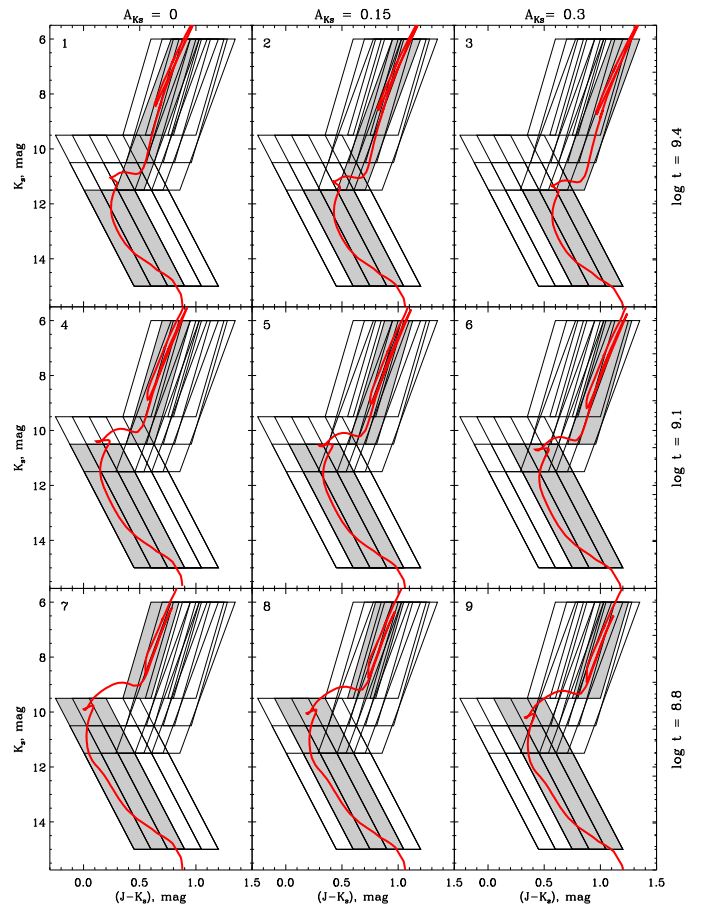 A_Ks = 0 A_Ks = 0.15 A_Ks = 0.3
1 2 3
6
8
10
12
14
K_s, mag
log t = 9.4
4 5 6
6
8
10
12
14
K_s, mag
log t = 9.1
7 8 9
6
8
10
12
14
K_s, mag
log t = 8.8
0.0 0.5 1.0 1.5 0.0 0.5 1.0 1.5 0.0 0.5 1.0 1.5
(J-K_s), mag (J-K_s), mag (J-K_s), mag